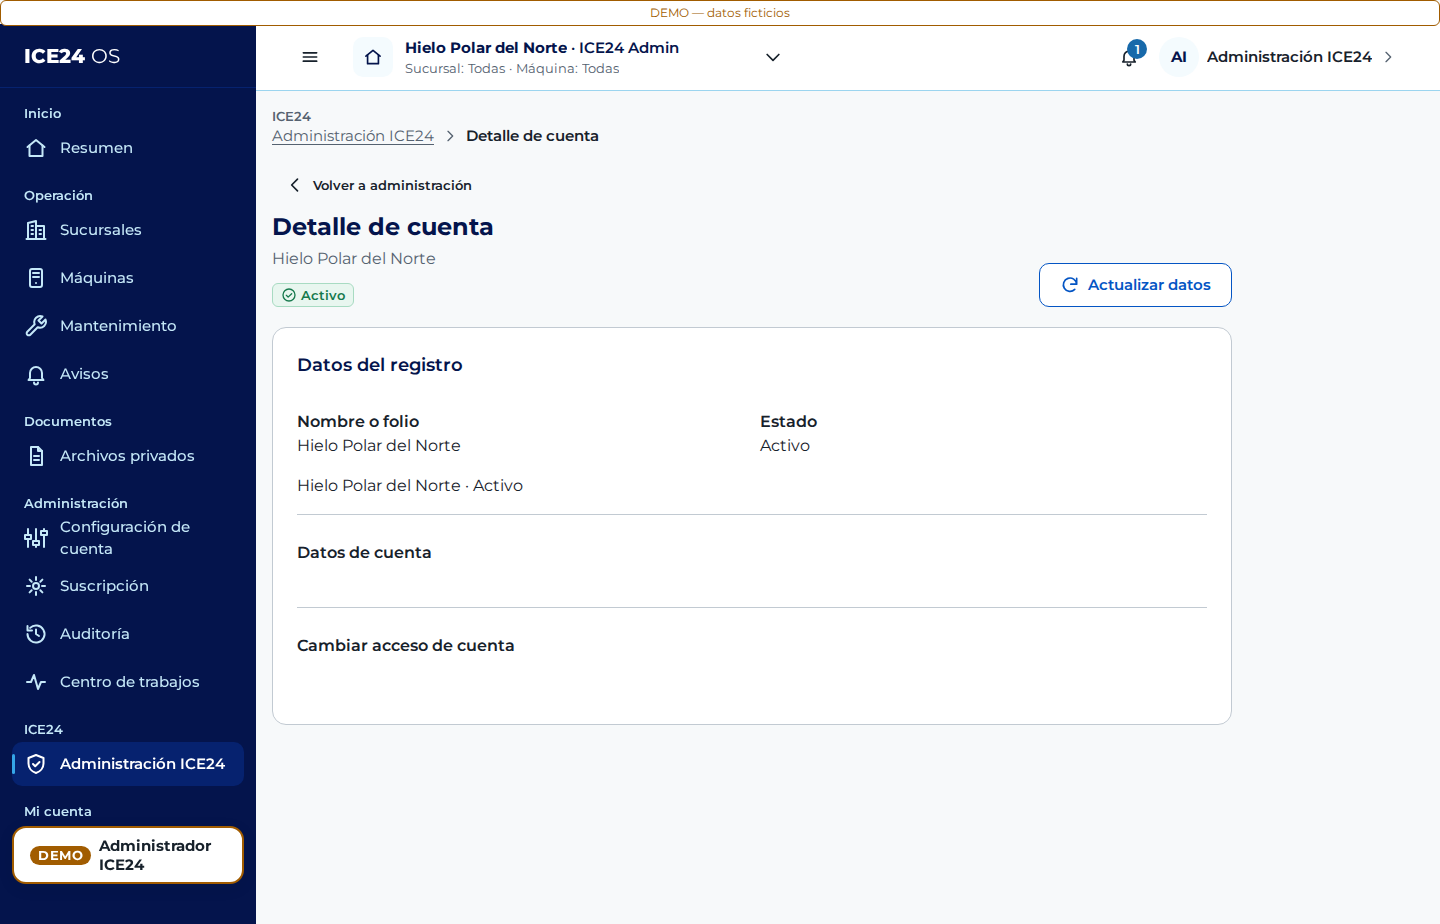 DEMO — datos ficticios
ICE24 OS
Inicio
Resumen
Operación
Sucursales
Máquinas
Mantenimiento
Avisos
Documentos
Archivos privados
Administración
Configuración de
cuenta
Suscripción
Auditoría
Centro de trabajos
ICE24
Administración ICE24
Mi cuenta
DEMO Administrador
ICE24
Hielo Polar del Norte · ICE24 Admin
Sucursal: Todas · Máquina: Todas
1
AI Administración ICE24
ICE24
Administración ICE24 Detalle de cuenta
Volver a administración
Detalle de cuenta
Hielo Polar del Norte
Activo
Actualizar datos
Datos del registro
Nombre o folio
Hielo Polar del Norte
Estado
Activo
Hielo Polar del Norte · Activo
Datos de cuenta
Cambiar acceso de cuenta